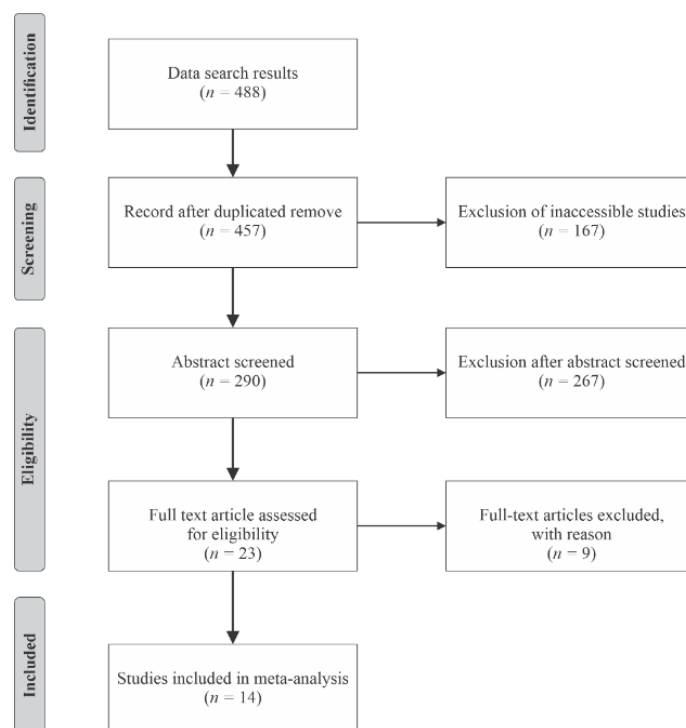 Identification
Data search results
(n = 488)
Screening
Record after duplicated remove
(n = 457)
Exclusion of inaccessible studies
(n = 167)
Eligibility
Abstract screened
(n = 290)
Exclusion after abstract screened
(n = 267)
Full text article assessed
for eligibility
(n = 23)
Full-text articles excluded,
with reason
(n = 9)
Included
Studies included in meta-analysis
(n = 14)